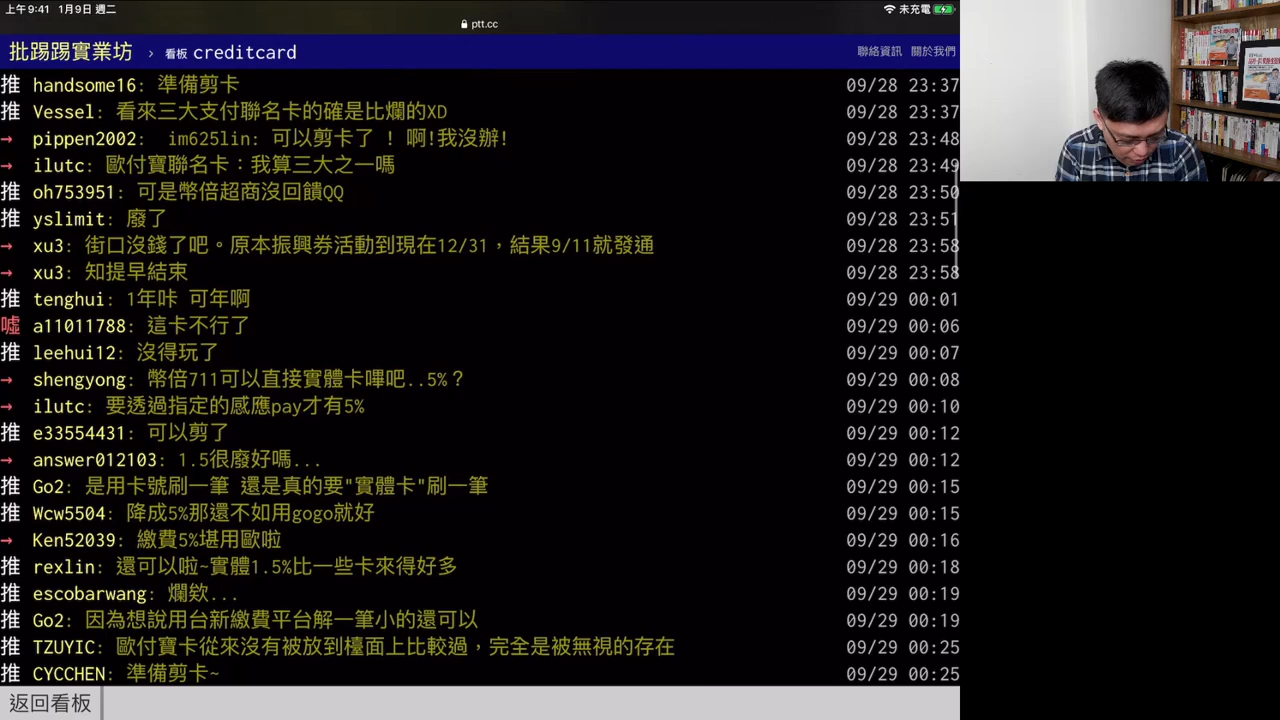 上午9:41 1月9日 週二
未充電
ptt.cc
批踢踢實業坊 › 看板 creditcard
聯絡資訊 關於我們
推 handsome16: 準備剪卡 09/28 23:37
推 Vessel: 看來三大支付聯名卡的確是比爛的XD 09/28 23:37
→ pippen2002: im625lin: 可以剪卡了 ! 啊!我沒辦! 09/28 23:48
→ ilutc: 歐付寶聯名卡：我算三大之一嗎 09/28 23:49
推 oh753951: 可是幣倍超商沒回饋QQ 09/28 23:50
推 yslimit: 廢了 09/28 23:51
→ xu3: 街口沒錢了吧。原本振興券活動到現在12/31，結果9/11就發通 09/28 23:58
→ xu3: 知提早結束 09/28 23:58
推 tenghui: 1年咔 可年啊 09/29 00:01
噓 a11011788: 這卡不行了 09/29 00:06
推 leehui12: 沒得玩了 09/29 00:07
→ shengyong: 幣倍711可以直接實體卡嗶吧..5%？ 09/29 00:08
→ ilutc: 要透過指定的感應pay才有5% 09/29 00:10
推 e33554431: 可以剪了 09/29 00:12
→ answer012103: 1.5很廢好嗎... 09/29 00:12
推 Go2: 是用卡號刷一筆 還是真的要"實體卡"刷一筆 09/29 00:15
推 Wcw5504: 降成5%那還不如用gogo就好 09/29 00:15
→ Ken52039: 繳費5%堪用歐啦 09/29 00:16
推 rexlin: 還可以啦~實體1.5%比一些卡來得好多 09/29 00:18
推 escobarwang: 爛欸... 09/29 00:19
推 Go2: 因為想說用台新繳費平台解一筆小的還可以 09/29 00:19
推 TZUYIC: 歐付寶卡從來沒有被放到檯面上比較過，完全是被無視的存在 09/29 00:25
推 CYCCHEN: 準備剪卡~ 09/29 00:25
返回看板